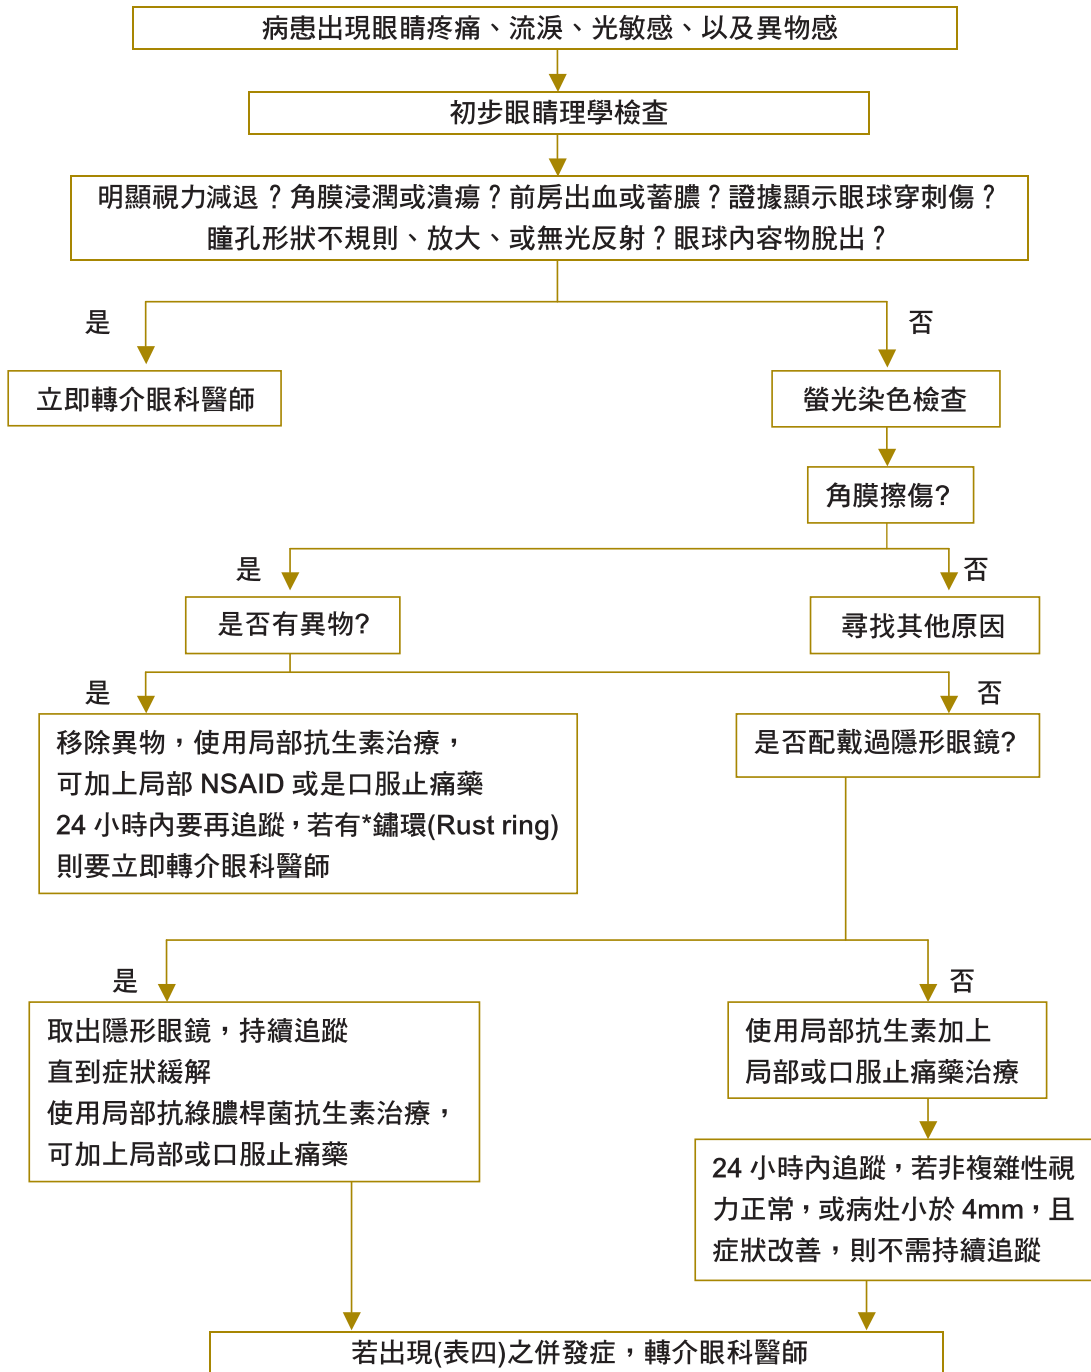 病患出現眼睛疼痛、流淚、光敏感、以及異物感
初步眼睛理學檢查
明顯視力減退？角膜浸潤或潰瘍？前房出血或蓄膿？證據顯示眼球穿刺傷？
瞳孔形狀不規則、放大、或無光反射？眼球內容物脫出？
是
否
立即轉介眼科醫師
螢光染色檢查
角膜擦傷?
是
否
是否有異物?
尋找其他原因
是
否
移除異物，使用局部抗生素治療，
可加上局部 NSAID 或是口服止痛藥
24 小時內要再追蹤，若有*鏽環(Rust ring)
則要立即轉介眼科醫師
是否配戴過隱形眼鏡?
是
否
取出隱形眼鏡，持續追蹤
直到症狀緩解
使用局部抗綠膿桿菌抗生素治療，
可加上局部或口服止痛藥
使用局部抗生素加上
局部或口服止痛藥治療
24 小時內追蹤，若非複雜性視
力正常，或病灶小於 4mm，且
症狀改善，則不需持續追蹤
若出現(表四)之併發症，轉介眼科醫師